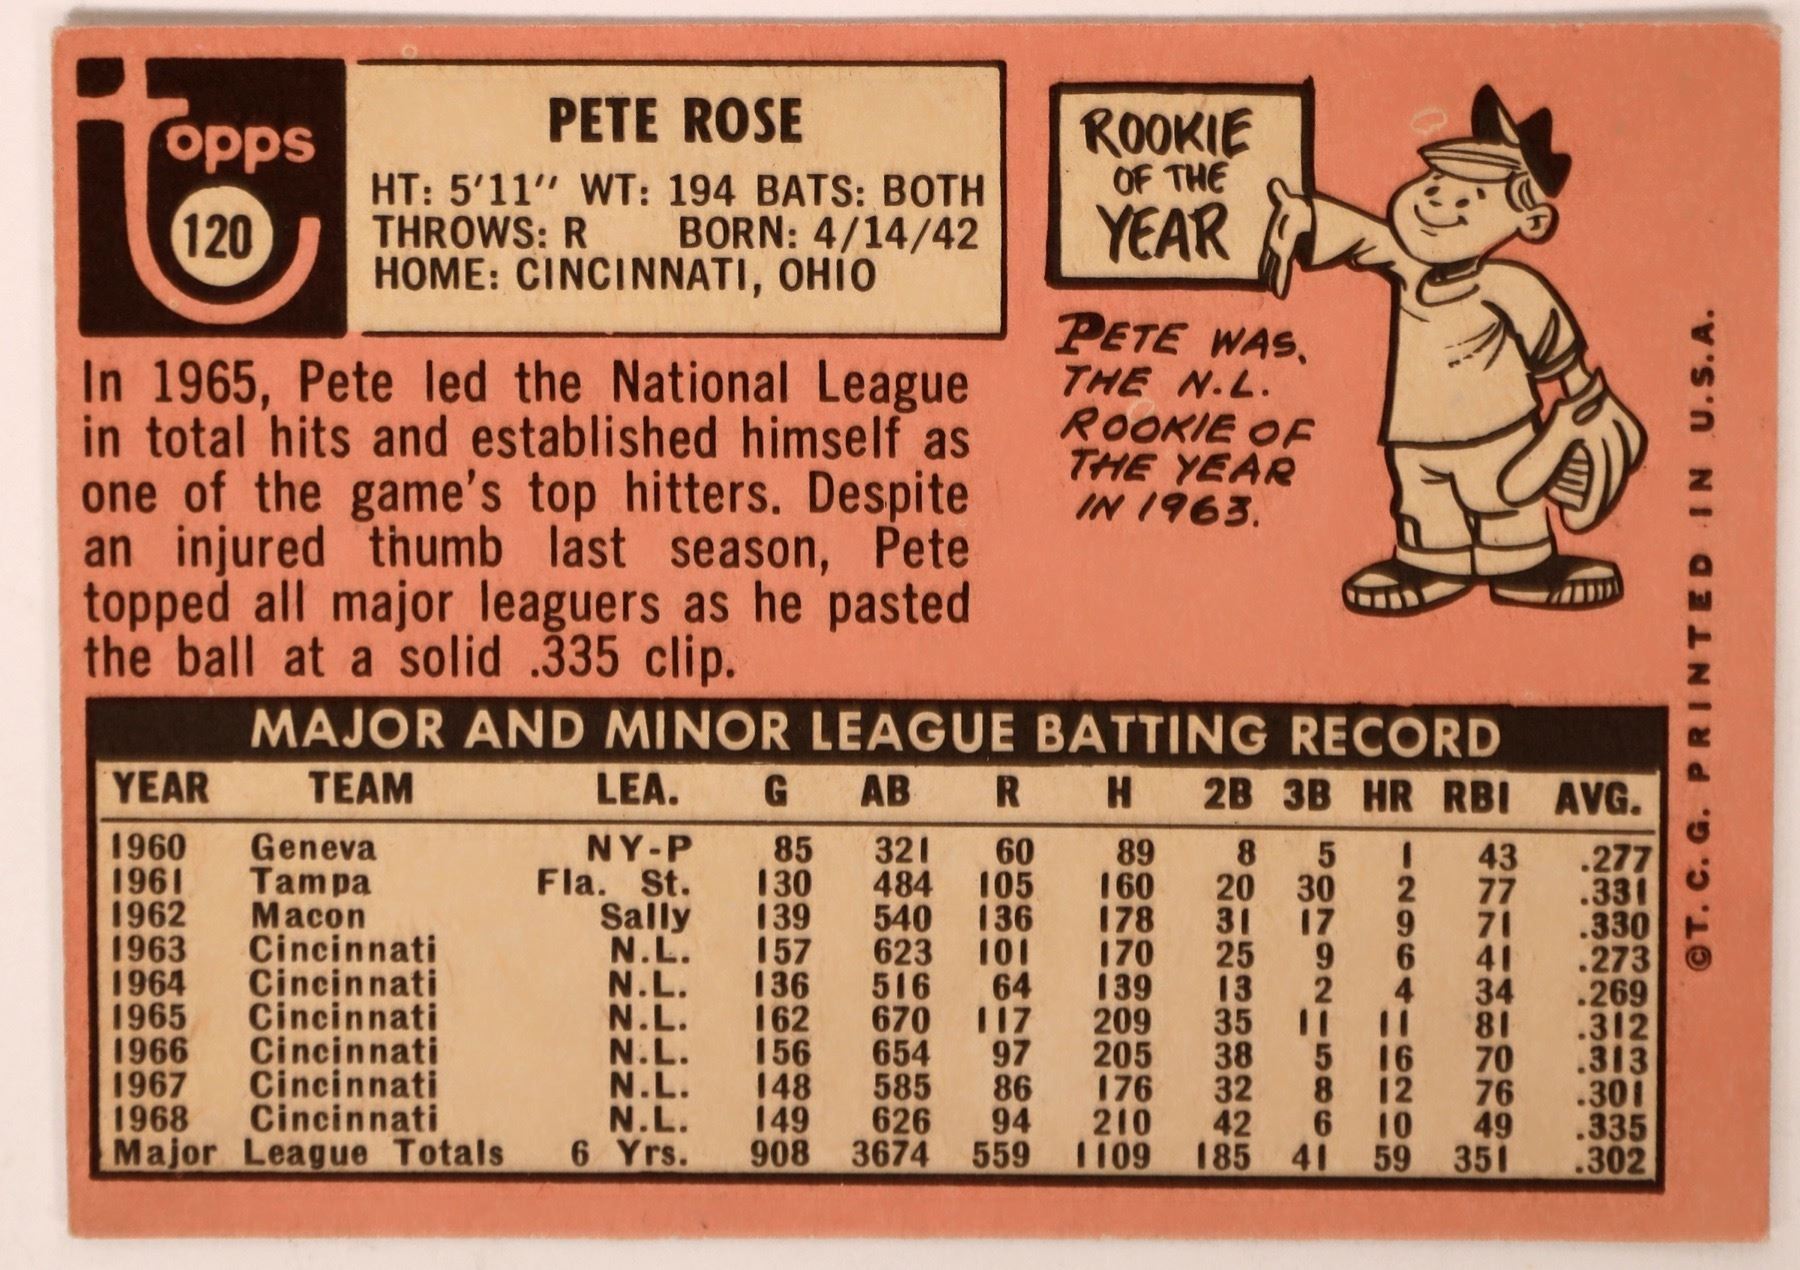 Topps
120
PETE ROSE
HT: 5'11" WT: 194 BATS: BOTH
THROWS: R BORN: 4/14/42
HOME: CINCINNATI, OHIO
In 1965, Pete led the National League
in total hits and established himself as
one of the game's top hitters. Despite
an injured thumb last season, Pete
topped all major leaguers as he pasted
the ball at a solid .335 clip.
ROOKIE
OF THE
YEAR
PETE WAS.
THE N.L.
ROOKIE OF
THE YEAR
IN 1963.
MAJOR AND MINOR LEAGUE BATTING RECORD
YEAR TEAM LEA. G AB R H 2B 3B HR RBI AVG.
1960 Geneva NY-P 85 321 60 89 8 5 1 43 .277
1961 Tampa Fla. St. 130 484 105 160 20 30 2 77 .331
1962 Macon Sally 139 540 136 178 31 17 9 71 .330
1963 Cincinnati N.L. 157 623 101 170 25 9 6 41 .273
1964 Cincinnati N.L. 136 516 64 139 13 2 4 34 .269
1965 Cincinnati N.L. 162 670 117 209 35 11 11 81 .312
1966 Cincinnati N.L. 156 654 97 205 38 5 16 70 .313
1967 Cincinnati N.L. 148 585 86 176 32 8 12 76 .301
1968 Cincinnati N.L. 149 626 94 210 42 6 10 49 .335
Major League Totals 6 Yrs. 908 3674 559 1109 185 41 59 351 .302
©T.C.G. PRINTED IN U.S.A.